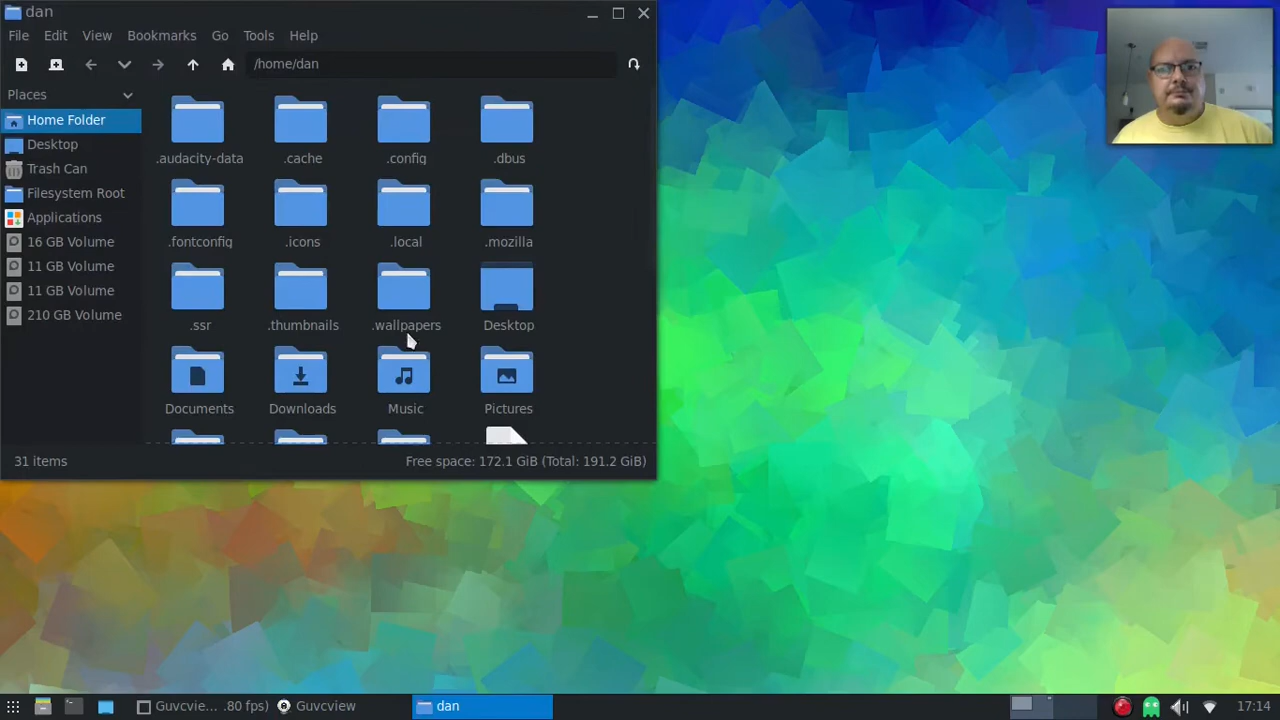 dan
File Edit View Bookmarks Go Tools Help
/home/dan
Places
Home Folder
Desktop
Trash Can
Filesystem Root
Applications
16 GB Volume
11 GB Volume
11 GB Volume
210 GB Volume
.audacity-data .cache .config .dbus
.fontconfig .icons .local .mozilla
.ssr .thumbnails .wallpapers Desktop
Documents Downloads Music Pictures
31 items Free space: 172.1 GiB (Total: 191.2 GiB)
Guvcvie... .80 fps) Guvcview dan 17:14